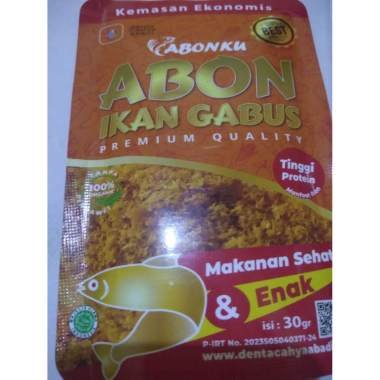 Kemasan Ekonomis
BEST
CABONKU
ABON
IKAN GABUS
PREMIUM QUALITY
Tinggi
Protein
100%
Makanan Sehat
& Enak
isi : 30gr
P-IRT No. 2023505040371-24
www.dentacahyaabadi